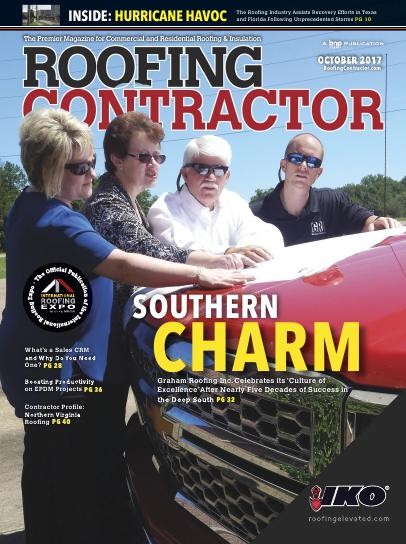 INSIDE: HURRICANE HAVOC
The Roofing Industry Assists Recovery Efforts in Texas
and Florida Following Unprecedented Storms PG 10
The Premier Magazine for Commercial and Residential Roofing & Insulation
A bnp PUBLICATION
OCTOBER 2017
RoofingContractor.com
ROOFING
CONTRACTOR
The Official Publication of the International Roofing Expo
INTERNATIONAL
ROOFING
EXPO
SOUTHERN
CHARM
Graham Roofing Inc. Celebrates its 'Culture of
Excellence' After Nearly Five Decades of Success in
the Deep South PG 32
What's a Sales CRM
and Why Do You Need
One? PG 28
Boosting Productivity
on EPDM Projects PG 36
Contractor Profile:
Northern Virginia
Roofing PG 40
IKO
roofingelevated.com